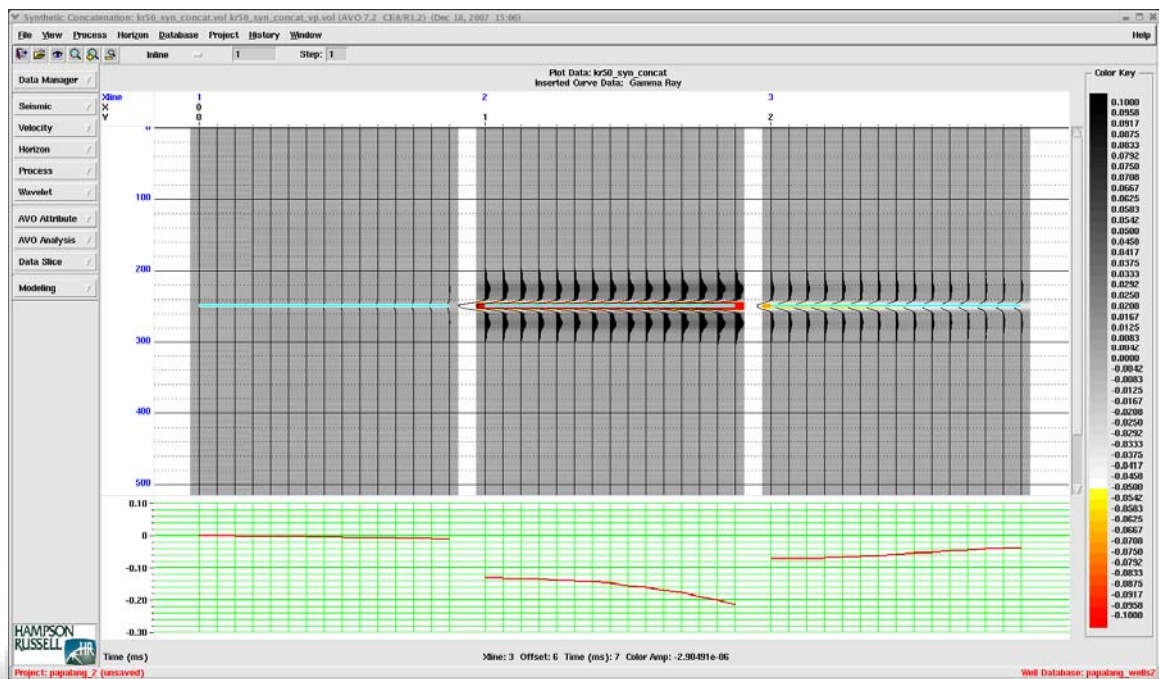 Synthetic Concatenation: kr50_syn_concat.vol kr50_syn_concat_vp.vol (AVO 7.2 CE8/R1.2) (Dec 18, 2007 15:06)
File View Process Horizon Database Project History Window Help
Inline 1 Step: 1
Data Manager
Seismic
Velocity
Horizon
Process
Wavelet
AVO Attribute
AVO Analysis
Data Slice
Modeling
Plot Data: kr50_syn_concat
Inserted Curve Data: Gamma Ray
Xline 1 2 3
X 0 1 2
Y 0
0
100
200
300
400
500
0.10
0
-0.10
-0.20
-0.30
Time (ms)
Color Key
0.1000
0.0958
0.0917
0.0875
0.0833
0.0792
0.0750
0.0708
0.0667
0.0625
0.0583
0.0542
0.0500
0.0458
0.0417
0.0375
0.0333
0.0292
0.0250
0.0208
0.0167
0.0125
0.0083
0.0042
0.0000
-0.0042
-0.0083
-0.0125
-0.0167
-0.0208
-0.0250
-0.0292
-0.0333
-0.0375
-0.0417
-0.0458
-0.0500
-0.0542
-0.0583
-0.0625
-0.0667
-0.0708
-0.0750
-0.0792
-0.0833
-0.0875
-0.0917
-0.0958
-0.1000
HAMPSON
RUSSELL
HR
Xline: 3 Offset: 6 Time (ms): 7 Color Amp: -2.90491e-06
Project: papalang_2 (unsaved)
Well Database: papalang_wells2